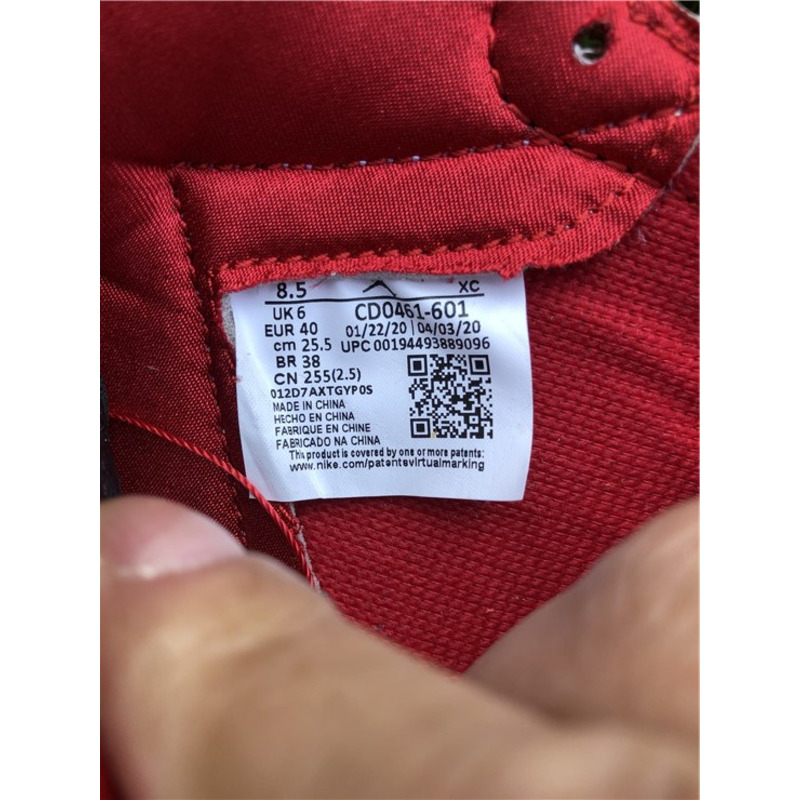 8.5 XC
UK 6 CD0461-601
EUR 40 01/22/20 | 04/03/20
cm 25.5 UPC 00194493889096
BR 38
CN 255(2.5)
012D7AXTGYP0S
MADE IN CHINA
HECHO EN CHINA
FABRIQUE EN CHINE
FABRICADO NA CHINA
This product is covered by one or more patents:
www.nike.com/patentsvirtualmarking